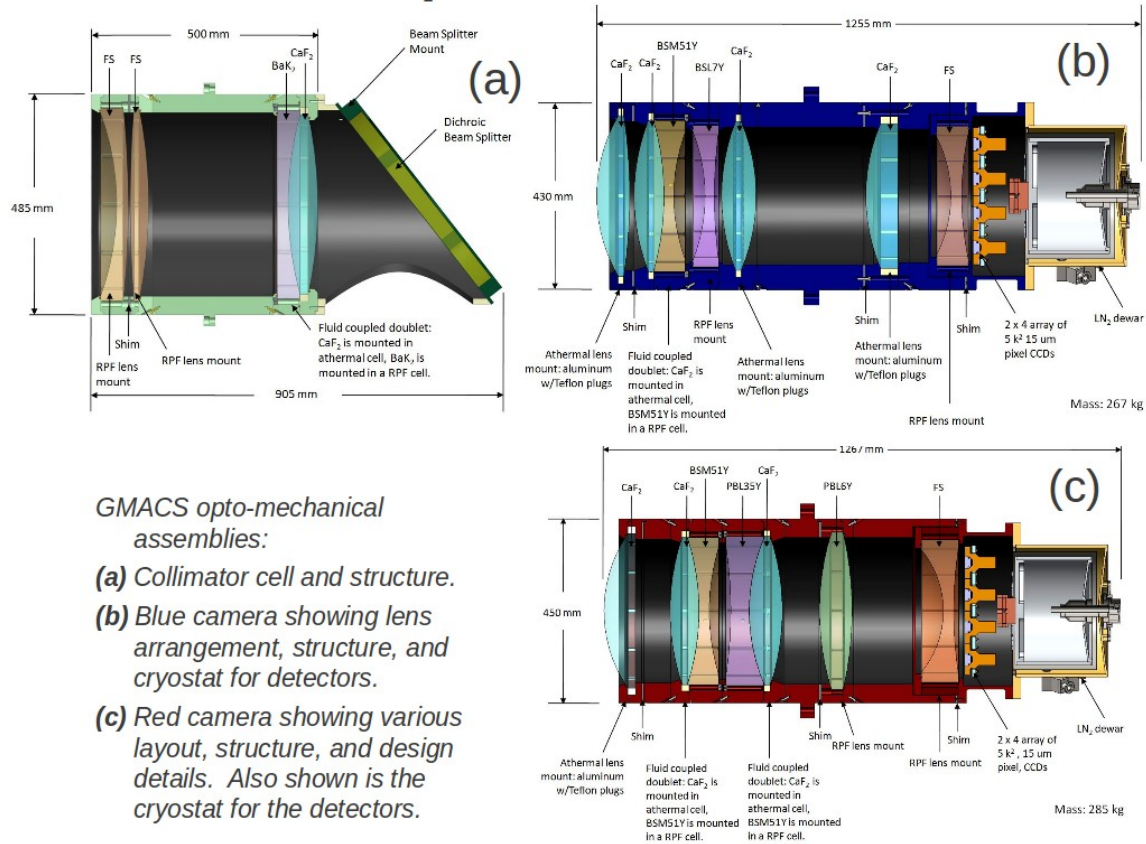 500 mm
FS
FS
BaK₂
CaF₂
Beam Splitter
Mount
(a)
Dichroic
Beam Splitter
485 mm
Shim
RPF lens
mount
RPF lens mount
Fluid coupled doublet:
CaF₂ is mounted in
athermal cell, BaK₂ is
mounted in a RPF cell.
905 mm
1255 mm
(b)
CaF₂
CaF₂
BSM51Y
BSL7Y
CaF₂
CaF₂
FS
430 mm
Shim
RPF
lens mount
Shim
Shim
LN₂ dewar
2 x 4 array of
5 k² 15 um
pixel CCDs
Athermal lens
mount: aluminum
w/Teflon plugs
Fluid coupled
doublet: CaF₂ is
mounted in
athermal cell,
BSM51Y is mounted
in a RPF cell.
Athermal lens
mount: aluminum
w/Teflon plugs
Athermal lens
mount: aluminum
w/Teflon plugs
RPF lens mount
Mass: 267 kg
1267 mm
(c)
CaF₂
CaF₂
BSM51Y
PBL35Y
CaF₂
PBL6Y
FS
450 mm
Shim
Shim
RPF lens mount
Shim
RPF lens mount
LN₂ dewar
2 x 4 array of
5 k² , 15 um
pixel, CCDs
Athermal lens
mount: aluminum
w/Teflon plugs
Fluid coupled
doublet: CaF₂ is
mounted in
athermal cell,
BSM51Y is mounted
in a RPF cell.
Fluid coupled
doublet: CaF₂ is
mounted in
athermal cell,
BSM51Y is mounted
in a RPF cell.
Mass: 285 kg
GMACS opto-mechanical
assemblies:
(a) Collimator cell and structure.
(b) Blue camera showing lens
arrangement, structure, and
cryostat for detectors.
(c) Red camera showing various
layout, structure, and design
details. Also shown is the
cryostat for the detectors.